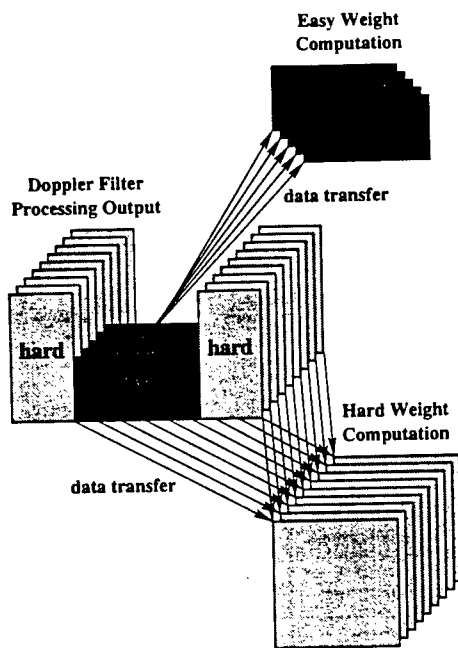 Easy Weight
Computation
Doppler Filter
Processing Output
data transfer
hard
hard
Hard Weight
Computation
data transfer